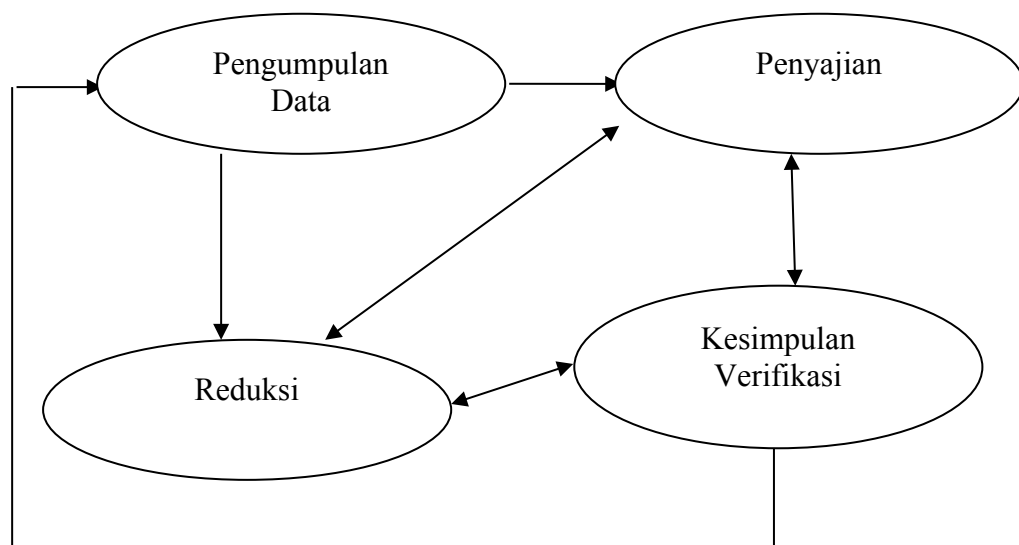 Pengumpulan
Data
Penyajian
Reduksi
Kesimpulan
Verifikasi